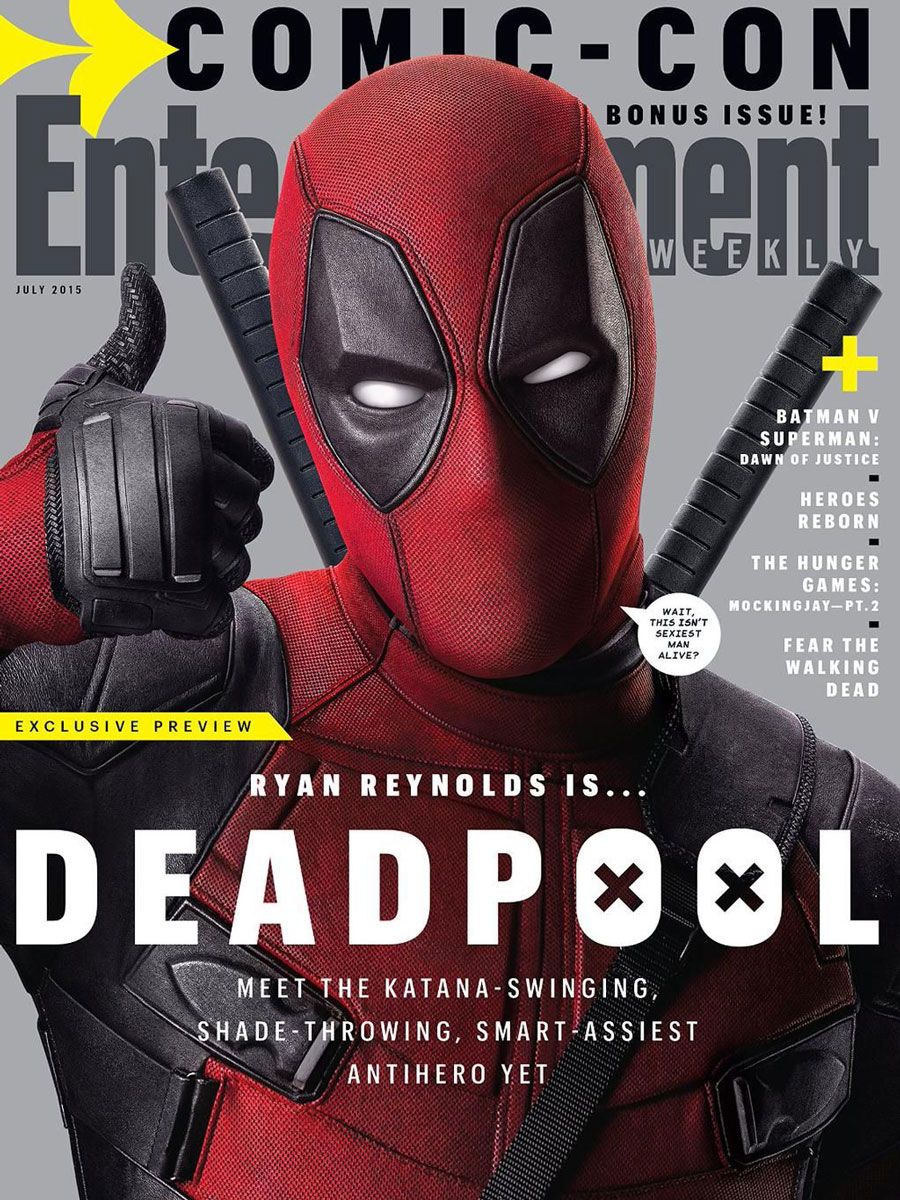 COMIC-CON
BONUS ISSUE!
Ente ment
WEEKLY
JULY 2015
BATMAN V
SUPERMAN:
DAWN OF JUSTICE
HEROES
REBORN
THE HUNGER
GAMES:
MOCKINGJAY—PT.2
FEAR THE
WALKING
DEAD
WAIT,
THIS ISN'T
SEXIEST
MAN
ALIVE?
EXCLUSIVE PREVIEW
RYAN REYNOLDS IS...
DEADPOOL
MEET THE KATANA-SWINGING,
SHADE-THROWING, SMART-ASSIEST
ANTIHERO YET